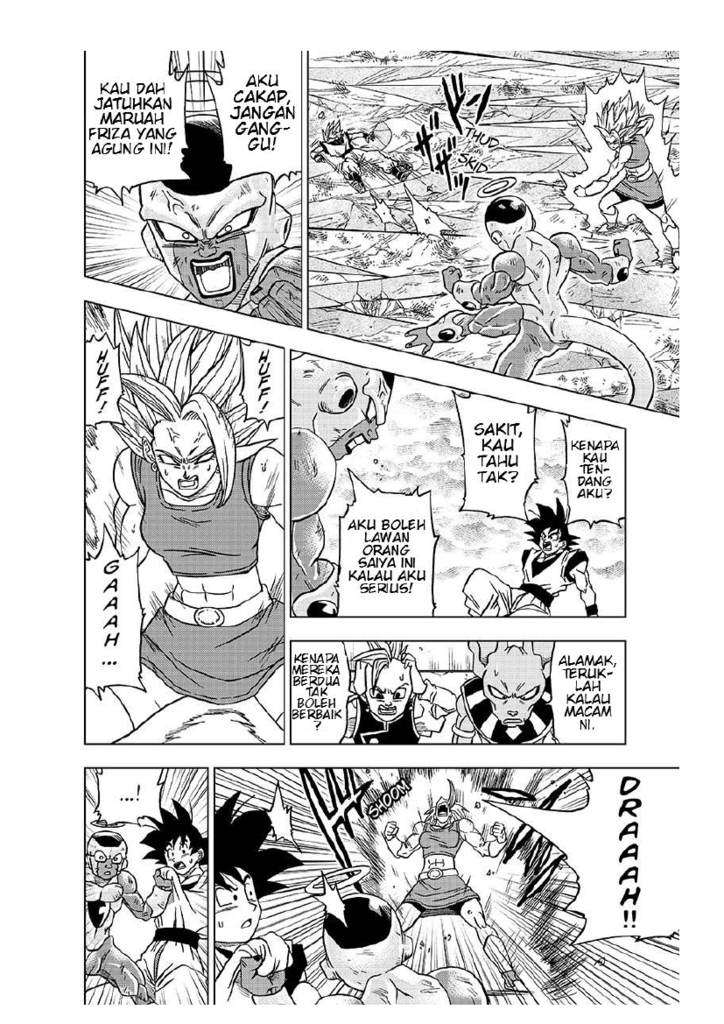 THUD
SKID
AKU
CAKAP,
JANGAN
GANG-
GU!
KAU DAH
JATUHKAN
MARUAH
FRIZA YANG
AGUNG INI!
KENAPA
KAU
TEN-
DANG
AKU?
SAKIT,
KAU
TAHU
TAK?
AKU BOLEH
LAWAN
ORANG
SAIYA INI
KALAU AKU
SERIUS!
HUFF!
HUFF!
GAAAH...
ALAMAK,
TERUK-
LAH
KALAU
MACAM
NI.
KENAPA
MEREKA
BERDUA
TAK
BOLEH
BERBAIK
?
DRAAAH!!
SHOOM
...!